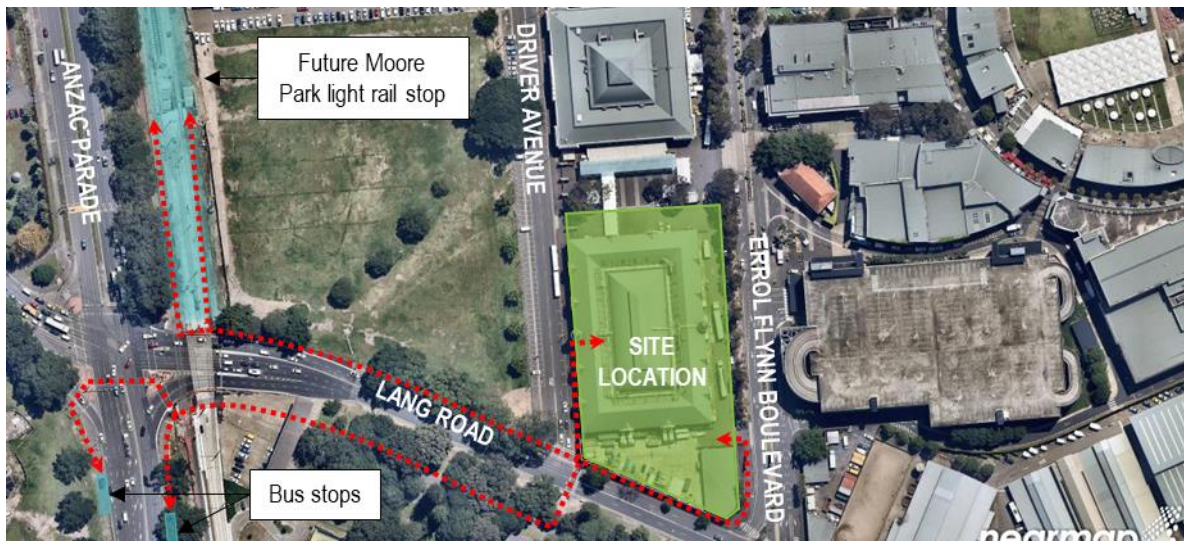 Future Moore
Park light rail stop
ANZAC PARADE
DRIVER AVENUE
ERROL FLYNN BOULEVARD
SITE
LOCATION
LANG ROAD
Bus stops
nearmap